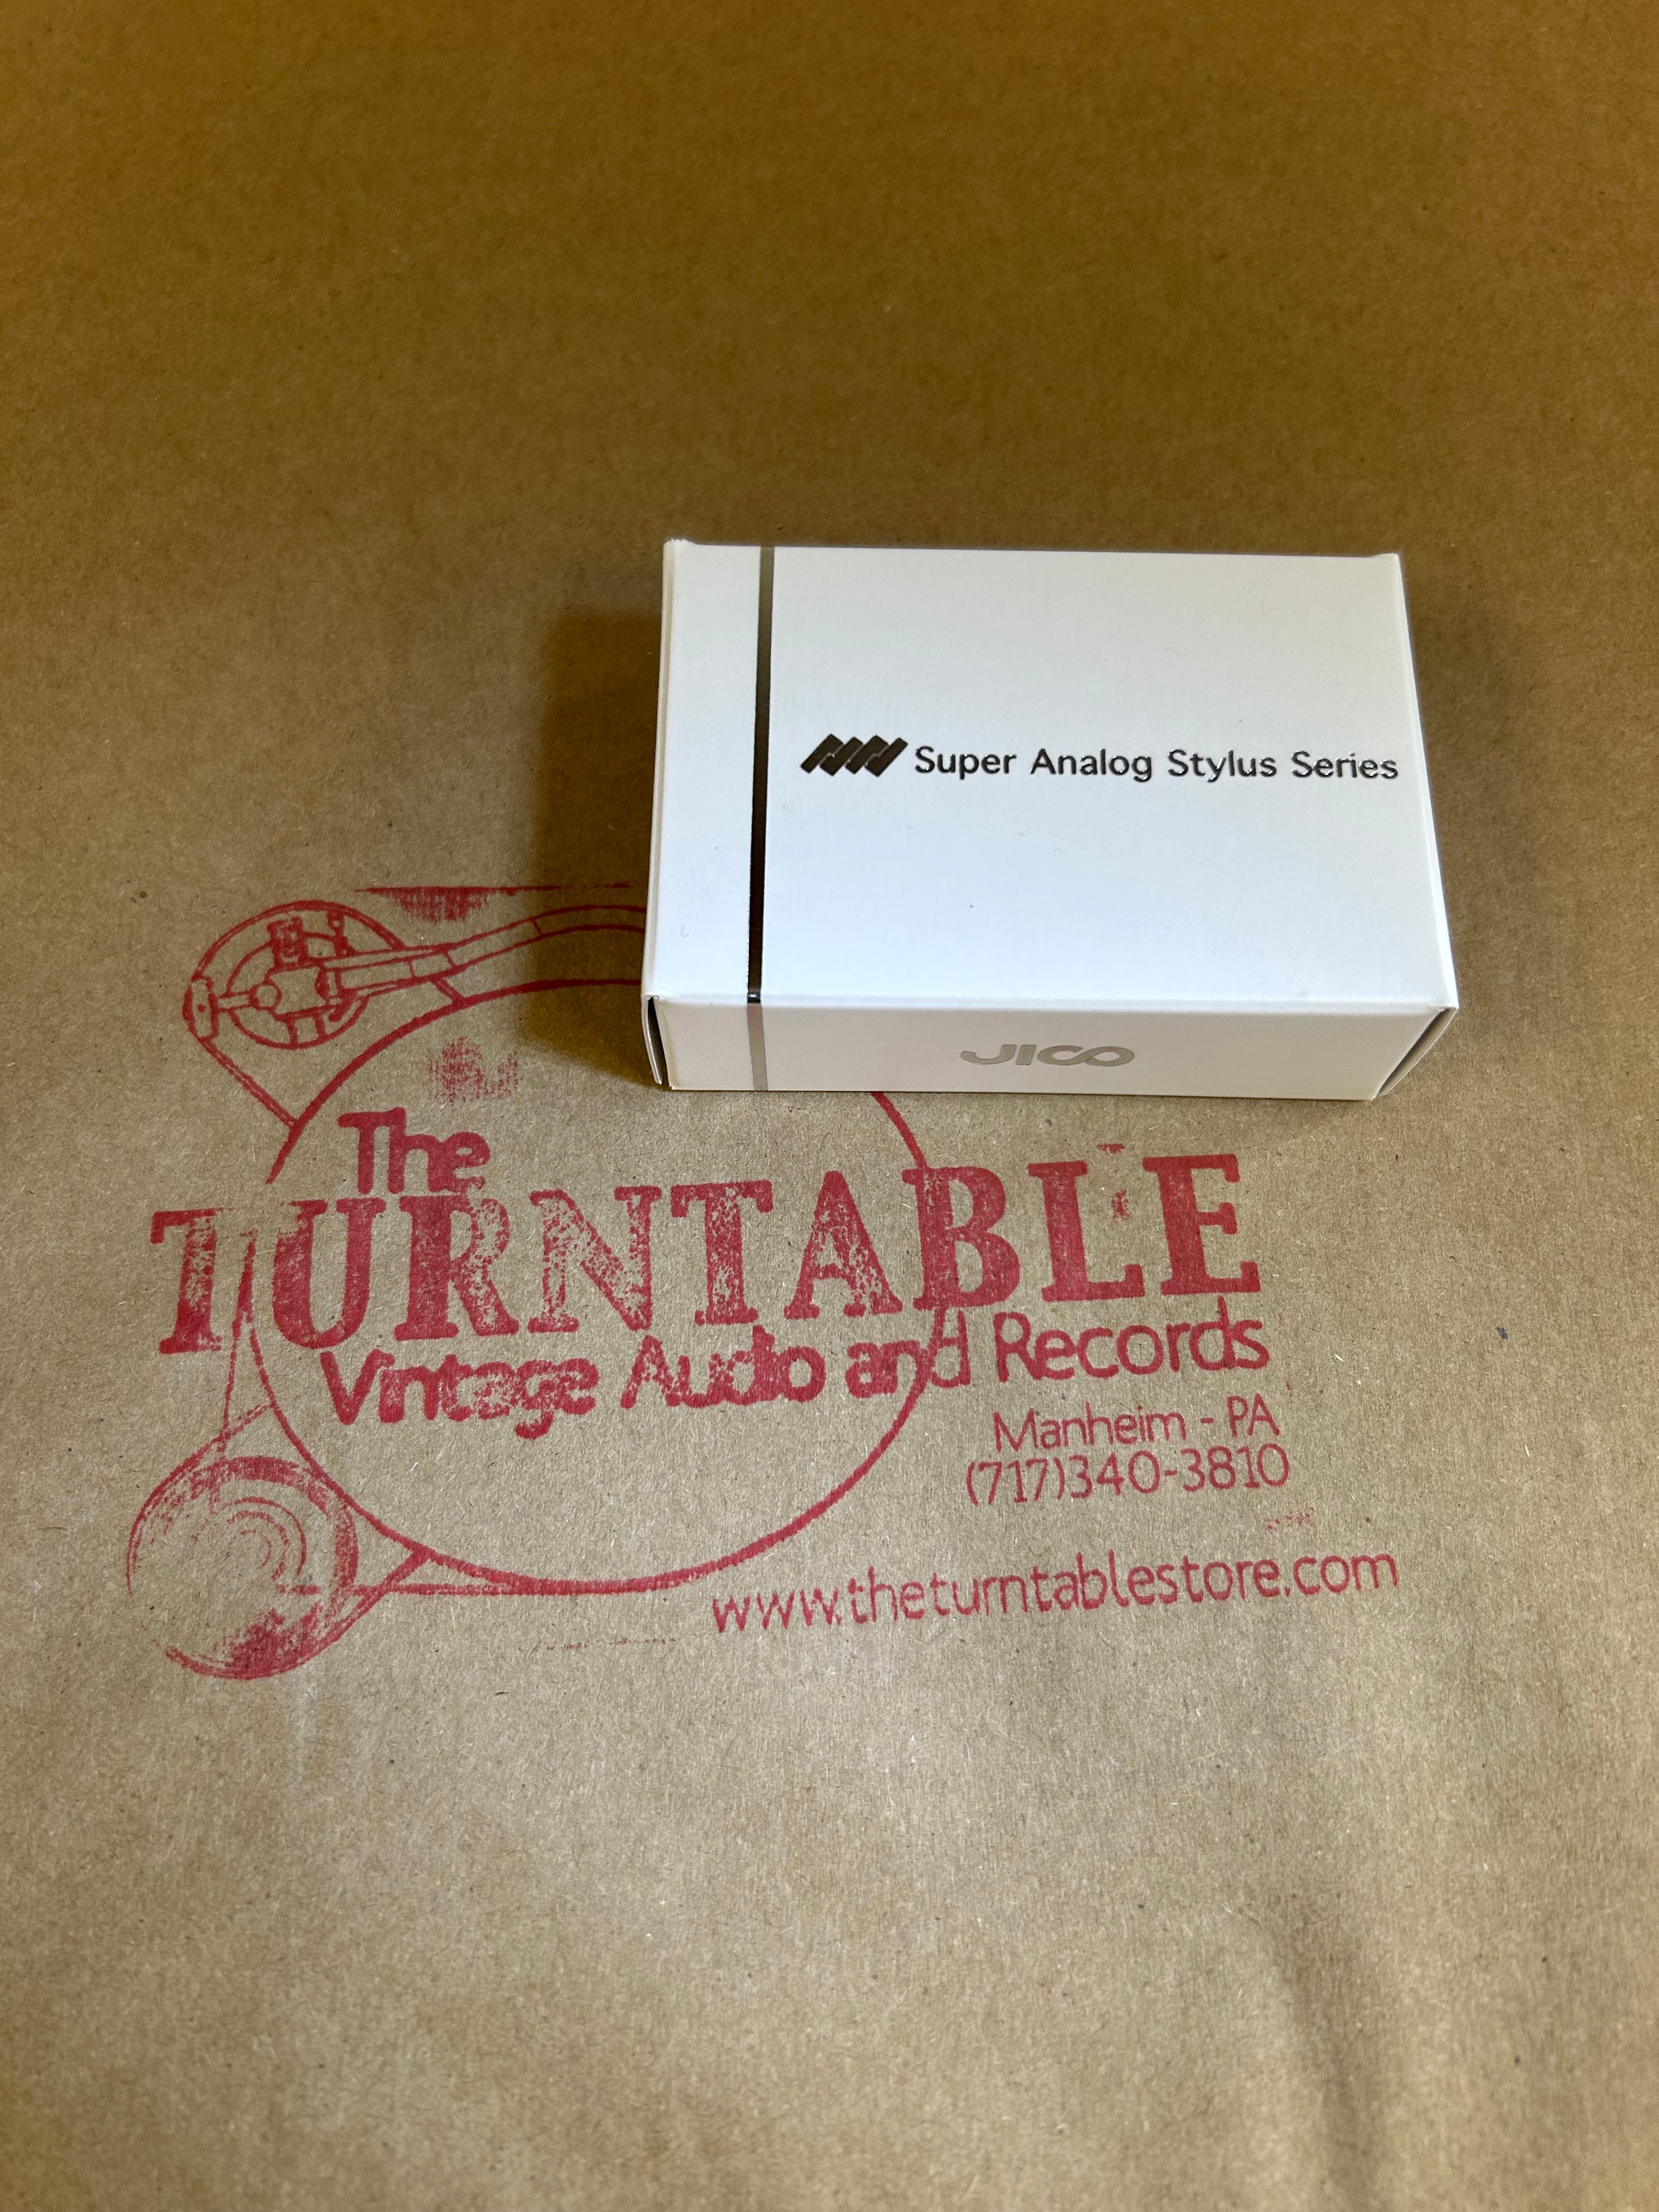 Super Analog Stylus Series
JICO
The
TURNTABLE
Vintage Audio and Records
Manheim - PA
(717)340-3810
www.theturntablestore.com